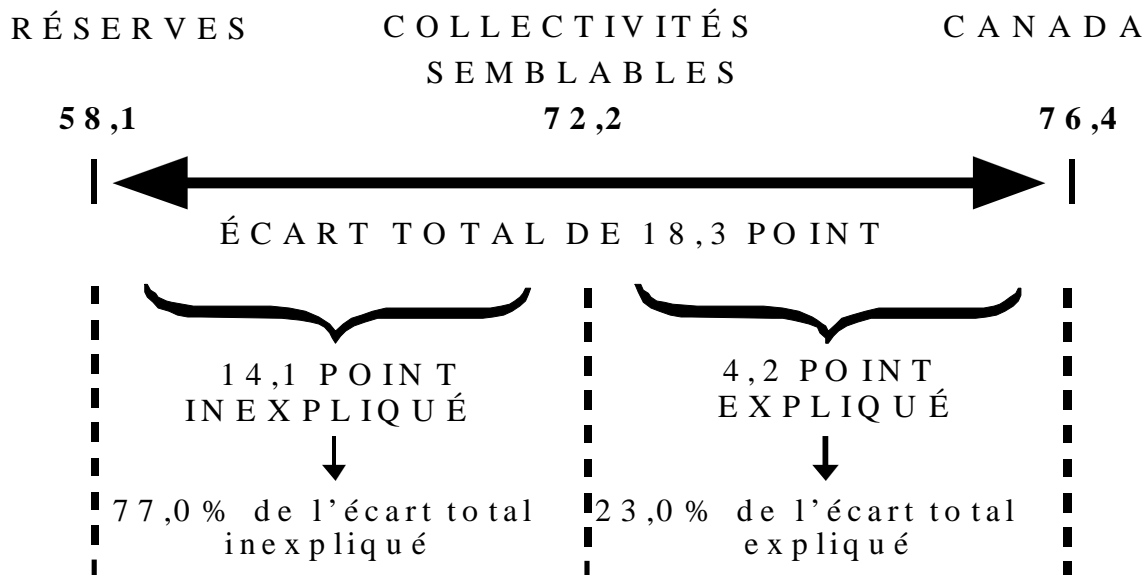 RÉSERVES COLLECTIVITÉS SEMBLABLES CANADA
58,1 72,2 76,4
ÉCART TOTAL DE 18,3 POINT
14,1 POINT
INEXPLIQUÉ
4,2 POINT
EXPLIQUÉ
77,0% de l'écart total
inexpliqué
23,0% de l'écart total
expliqué